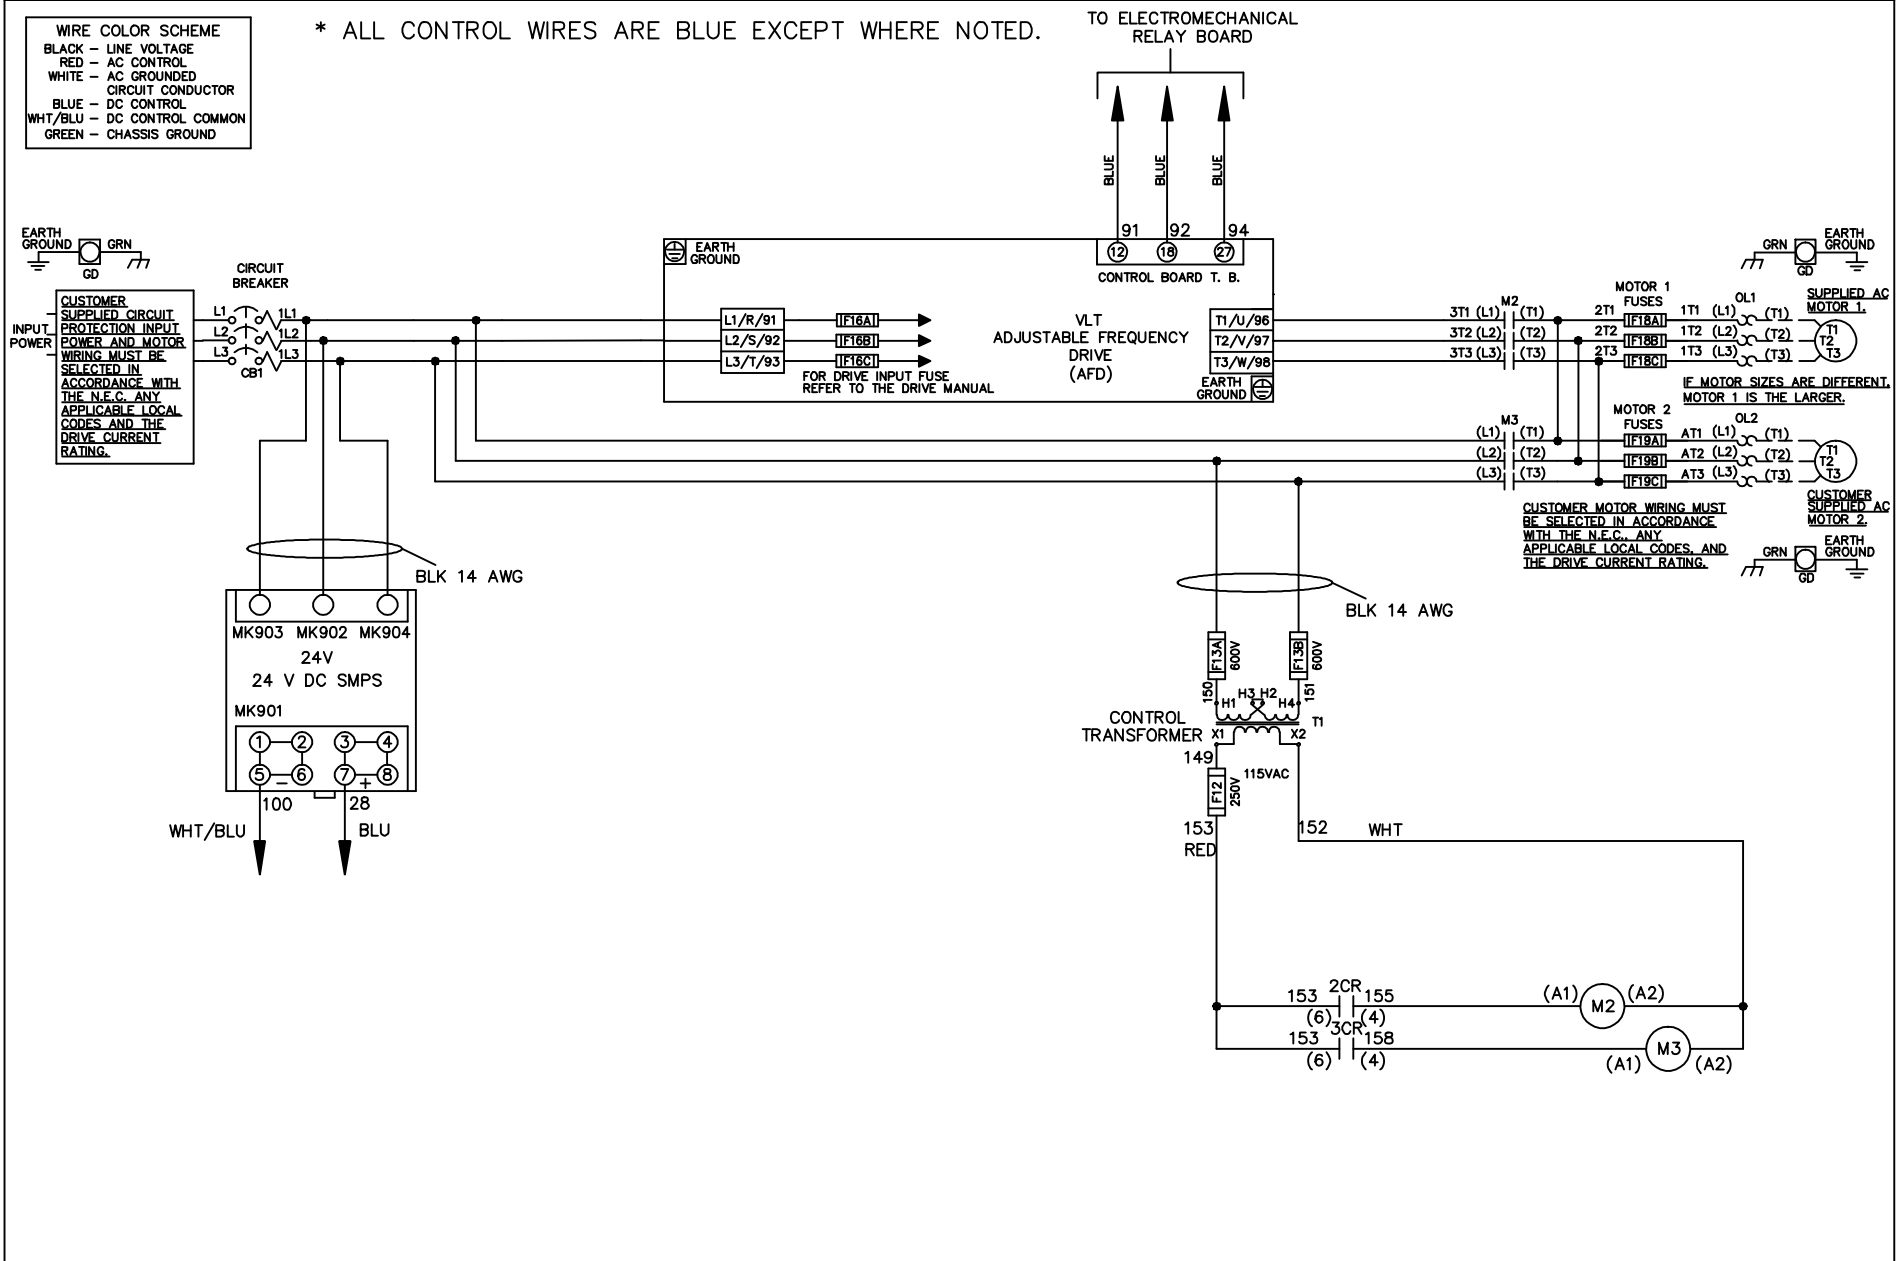 WIRE COLOR SCHEME
BLACK – LINE VOLTAGE
RED – AC CONTROL
WHITE – AC GROUNDED
CIRCUIT CONDUCTOR
BLUE – DC CONTROL
WHT/BLU – DC CONTROL COMMON
GREEN – CHASSIS GROUND
* ALL CONTROL WIRES ARE BLUE EXCEPT WHERE NOTED.
TO ELECTROMECHANICAL
RELAY BOARD
BLUE
BLUE
BLUE
91
92
94
12
18
27
CONTROL BOARD T. B.
EARTH
GROUND
GRN
GD
CIRCUIT
BREAKER
INPUT
POWER
CUSTOMER
SUPPLIED CIRCUIT
PROTECTION INPUT
POWER AND MOTOR
WIRING MUST BE
SELECTED IN
ACCORDANCE WITH
THE N.E.C. ANY
APPLICABLE LOCAL
CODES AND THE
DRIVE CURRENT
RATING.
L1
1L1
L2
1L2
L3
1L3
CB1
EARTH
GROUND
L1/R/91
F16A
L2/S/92
F16B
L3/T/93
F16C
FOR DRIVE INPUT FUSE
REFER TO THE DRIVE MANUAL
VLT
ADJUSTABLE FREQUENCY
DRIVE
(AFD)
T1/U/96
T2/V/97
T3/W/98
EARTH
GROUND
M2
3T1 (L1) (T1)
3T2 (L2) (T2)
3T3 (L3) (T3)
MOTOR 1
FUSES
2T1 F18A 1T1 (L1)
2T2 F18B 1T2 (L2)
2T3 F18C 1T3 (L3)
OL1
(T1)
(T2)
(T3)
GRN
EARTH
GROUND
GD
SUPPLIED AC
MOTOR 1.
T1
T2
T3
IF MOTOR SIZES ARE DIFFERENT,
MOTOR 1 IS THE LARGER.
M3
(L1) (T1)
(L2) (T2)
(L3) (T3)
MOTOR 2
FUSES
F19A AT1 (L1)
F19B AT2 (L2)
F19C AT3 (L3)
OL2
(T1)
(T2)
(T3)
T1
T2
T3
CUSTOMER
SUPPLIED AC
MOTOR 2.
CUSTOMER MOTOR WIRING MUST
BE SELECTED IN ACCORDANCE
WITH THE N.E.C., ANY
APPLICABLE LOCAL CODES, AND
THE DRIVE CURRENT RATING.
GRN
EARTH
GROUND
GD
BLK 14 AWG
MK903 MK902 MK904
24V
24 V DC SMPS
MK901
1 2 3 4
5 6 7 8
– +
100
28
WHT/BLU
BLU
BLK 14 AWG
F13A
600V
F13B
600V
150
151
H1 H3 H2 H4
T1
CONTROL
TRANSFORMER
X1
X2
149
115VAC
F12
250V
153
RED
152
WHT
153 2CR 155
(6) (4)
(A1) M2 (A2)
153 3CR 158
(6) (4)
(A1) M3 (A2)